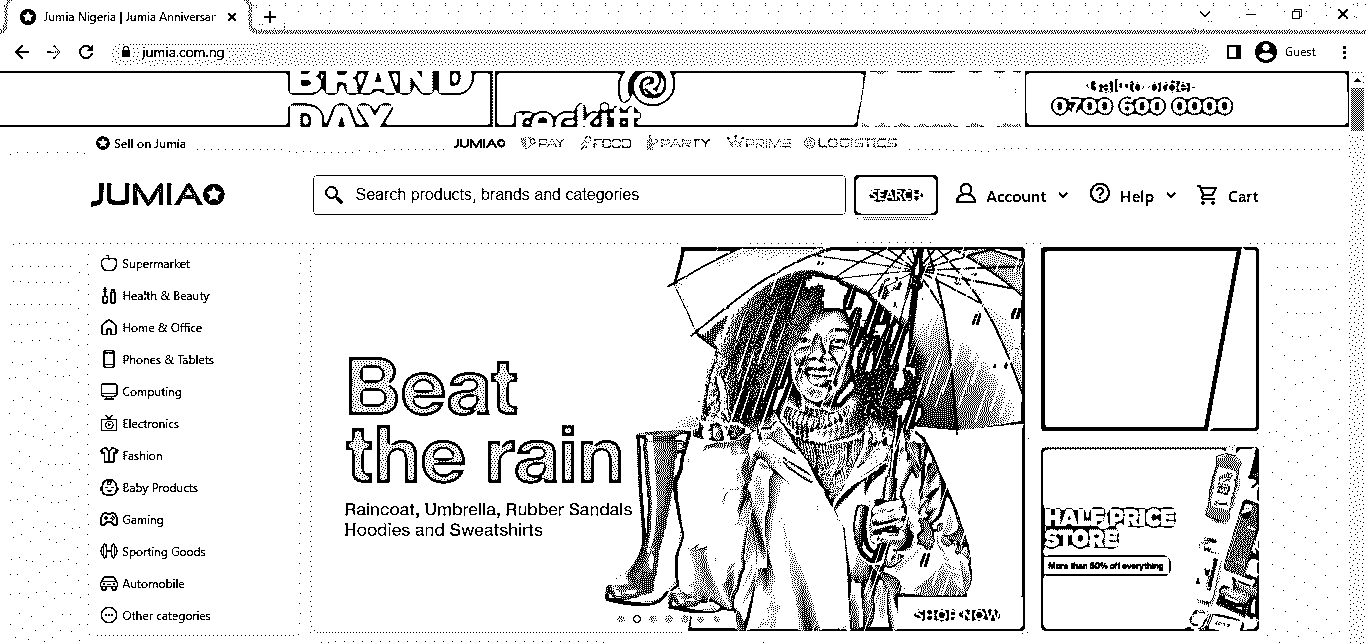 Jumia Nigeria | Jumia Anniversar
jumia.com.ng
Guest
BRAND
DAY
reckitt
Call to order
0700 600 0000
Sell on Jumia
JUMIA
PAY
FOOD
PARTY
PRIME
LOGISTICS
JUMIA
Search products, brands and categories
SEARCH
Account
Help
Cart
Supermarket
Health & Beauty
Home & Office
Phones & Tablets
Computing
Electronics
Fashion
Baby Products
Gaming
Sporting Goods
Automobile
Other categories
Beat
the rain
Raincoat, Umbrella, Rubber Sandals
Hoodies and Sweatshirts
SHOP NOW
HALF PRICE
STORE
More than 50% off everything